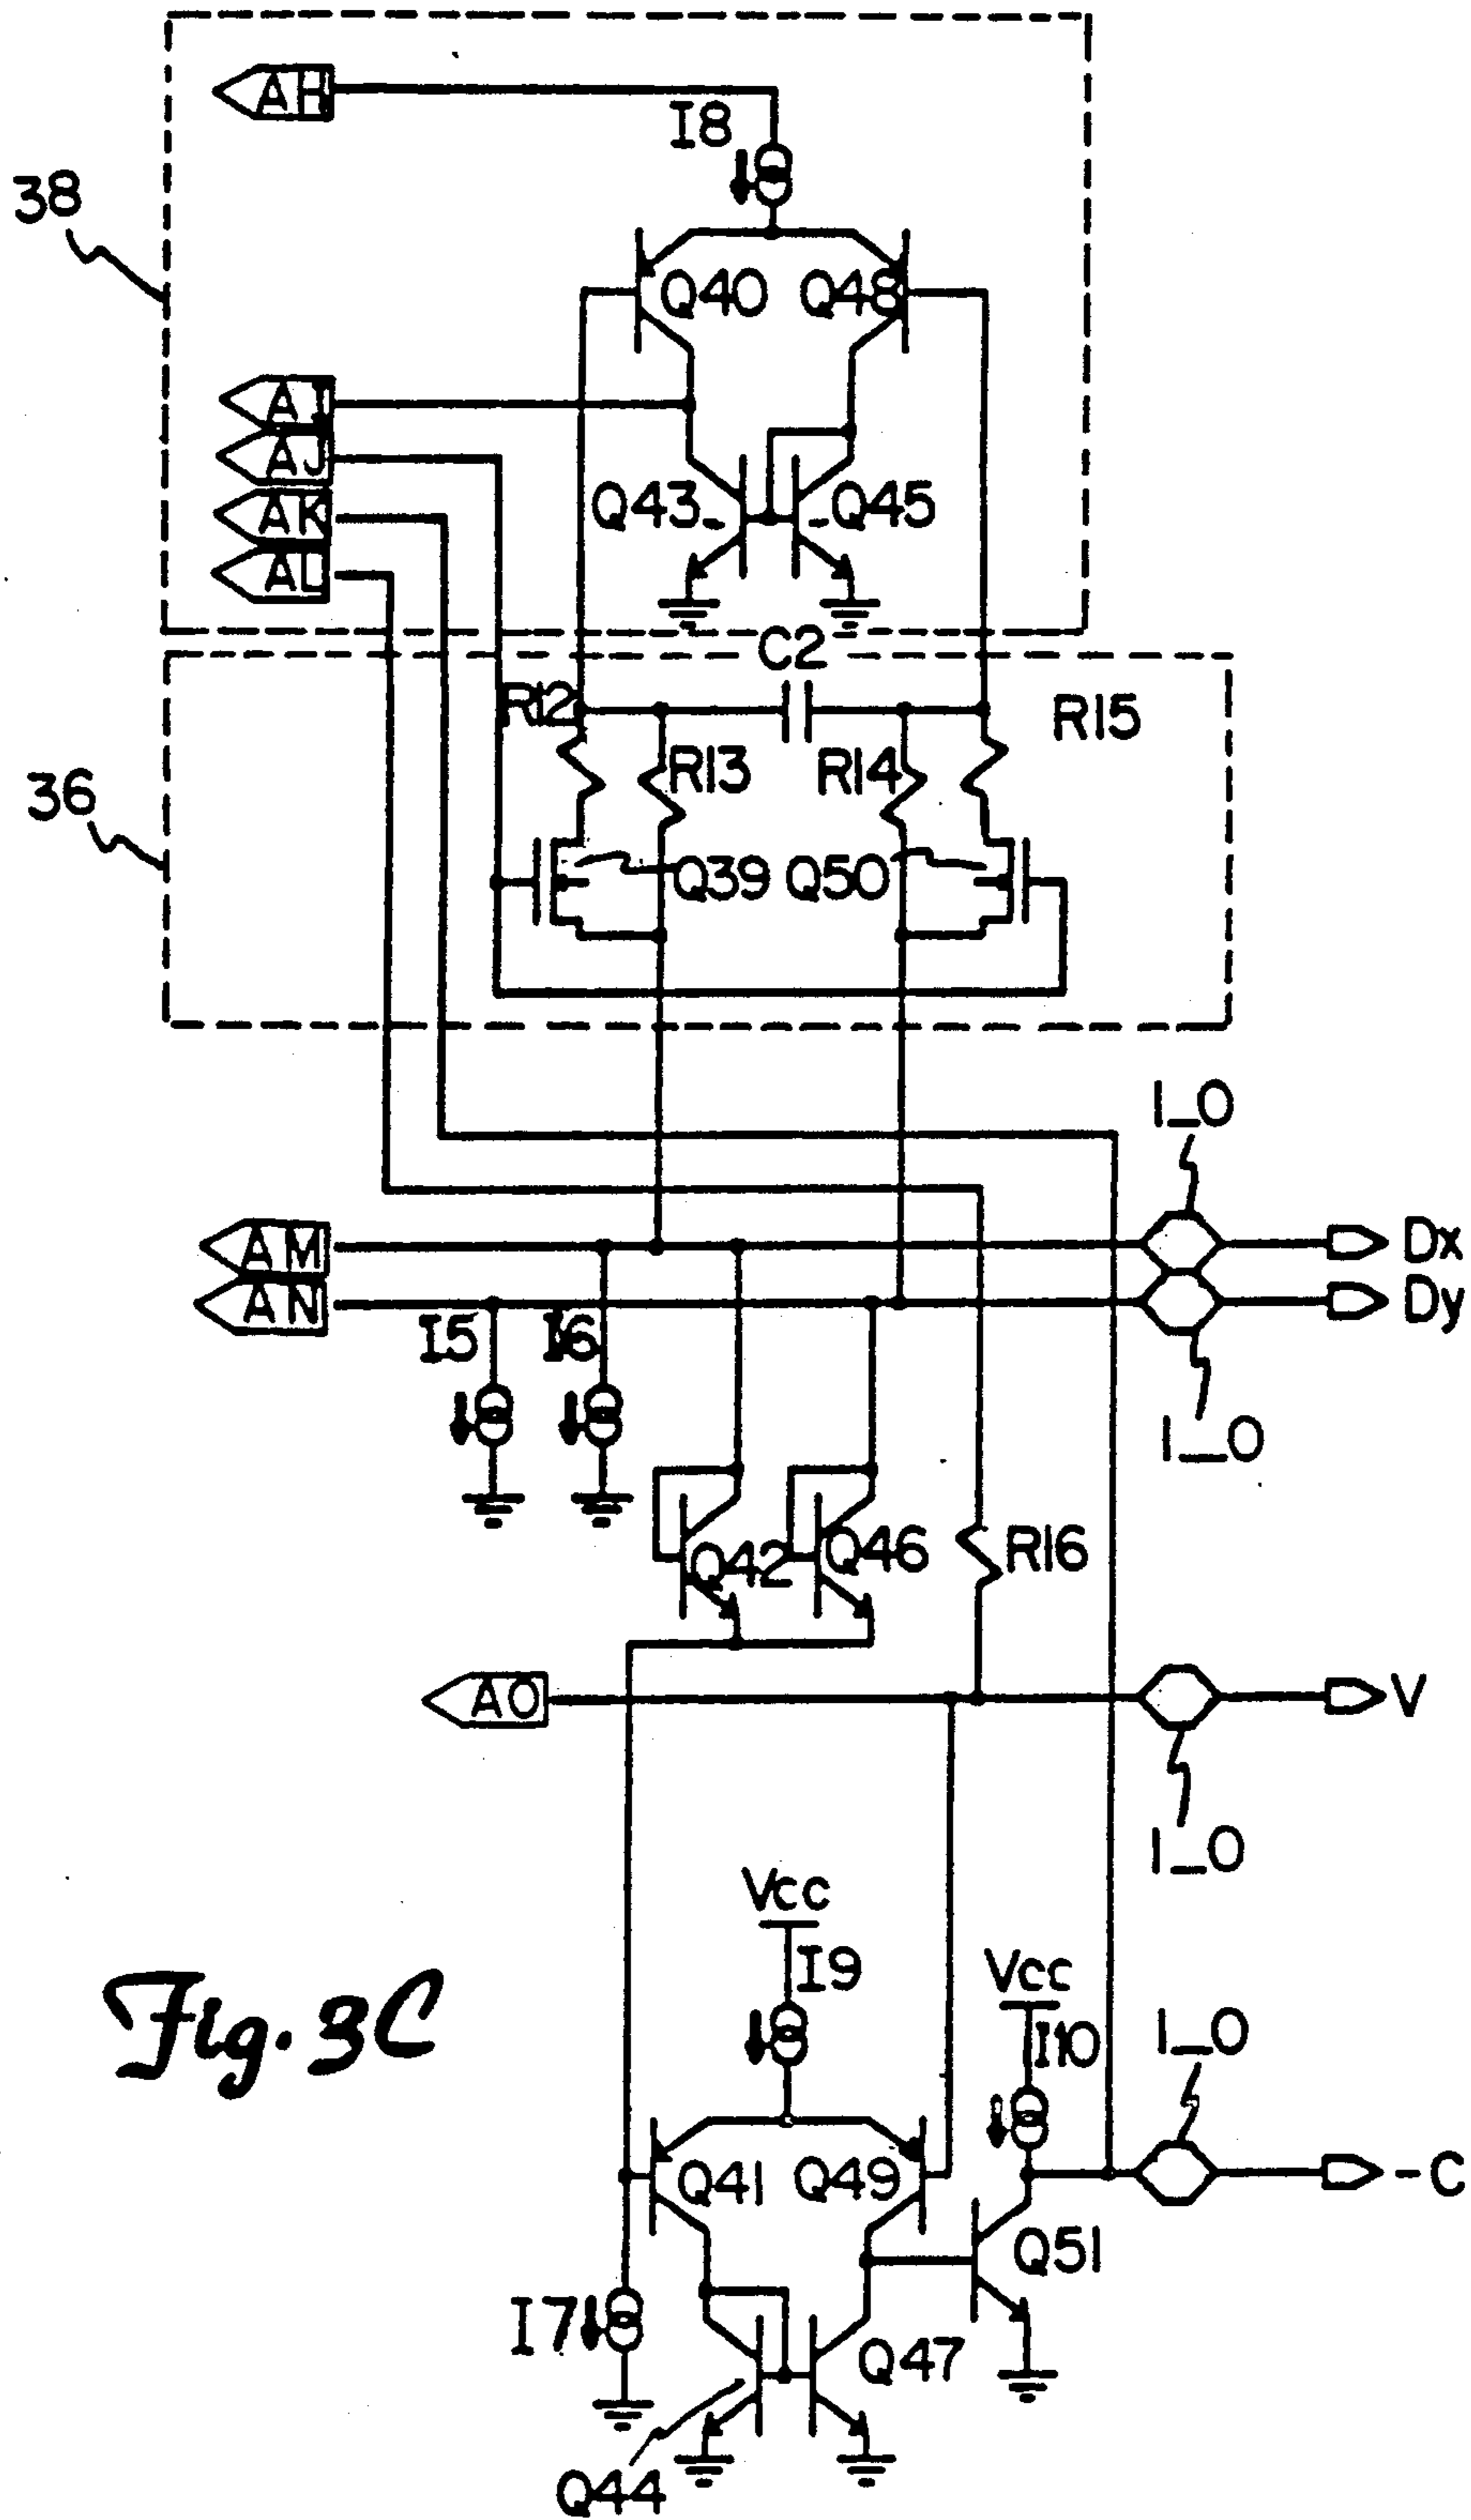 AH
I8
38
Q40 Q48
AI
AJ
AK
AL
Q43 Q45
C2
R12
R15
R13 R14
36
Q39 Q50
I_O
AM
Dx
AN
Dy
I5 I6
I_O
Q42 Q46 R16
AO
V
I_O
Vcc
I9
Vcc
I10
I_O
Fig. 3C
Q41 Q49
-C
Q51
I7
Q47
Q44